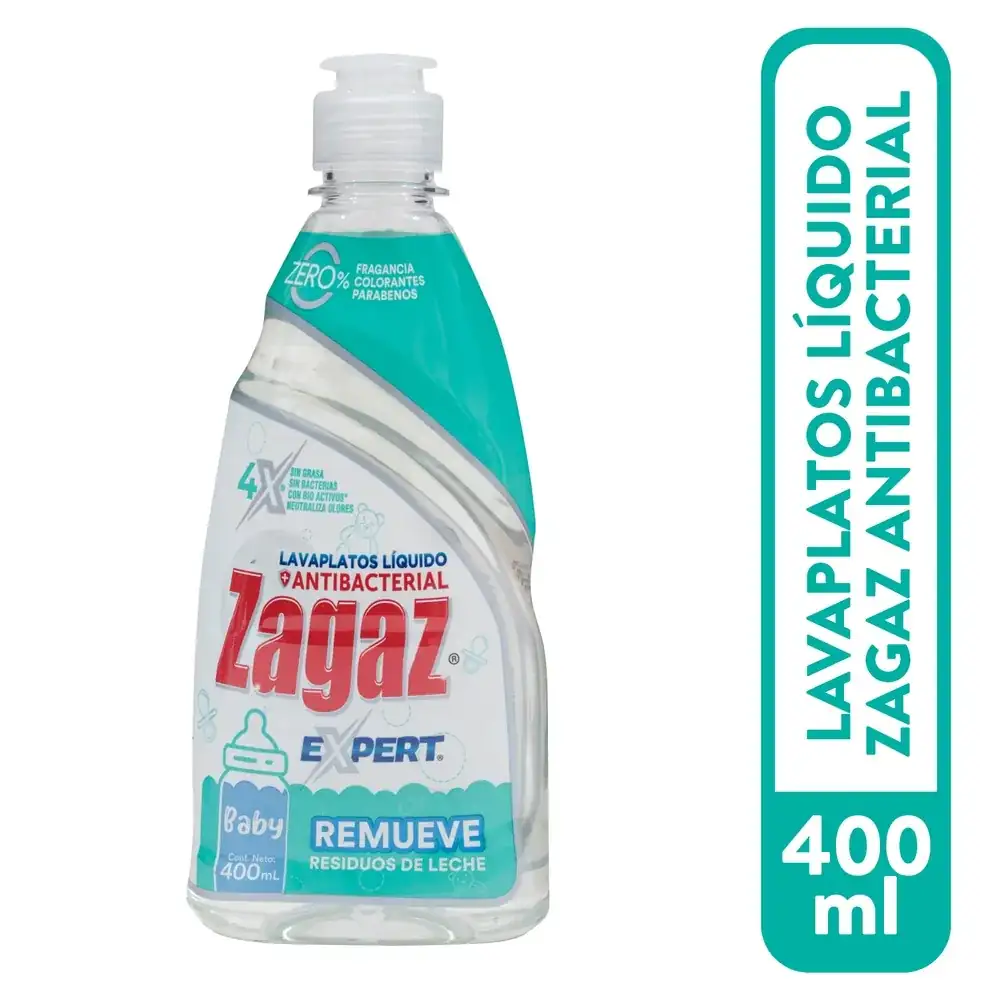 ZERO%
FRAGANCIA
COLORANTES
PARABENOS
4X
SIN GRASA
SIN BACTERIAS
CON BIO ACTIVOS*
NEUTRALIZA OLORES
LAVAPLATOS LÍQUIDO
ANTIBACTERIAL
Zagaz®
EXPERT®
Baby
Cont. Neto:
400mL
REMUEVE
RESIDUOS DE LECHE
LAVAPLATOS LÍQUIDO
ZAGAZ ANTIBACTERIAL
400
ml